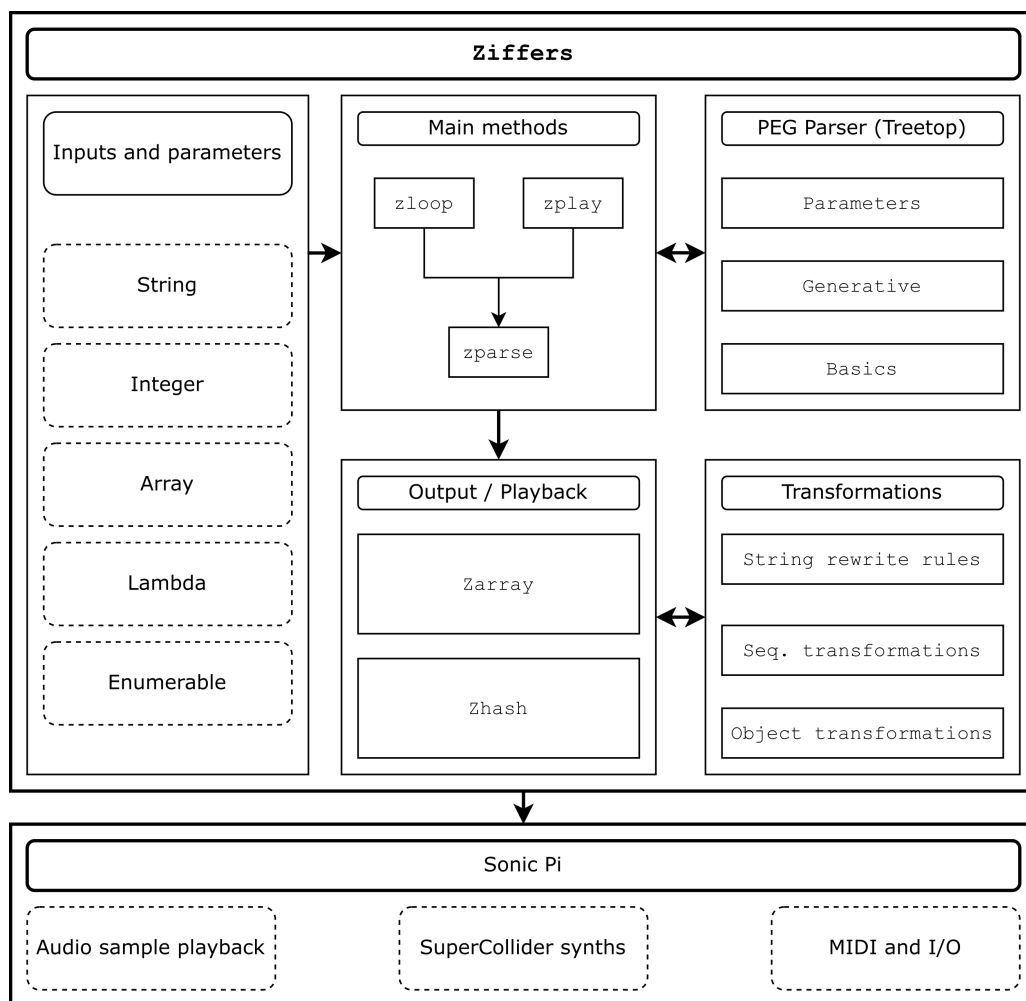 Ziffers
Inputs and parameters
String
Integer
Array
Lambda
Enumerable
Main methods
zloop
zplay
zparse
PEG Parser (Treetop)
Parameters
Generative
Basics
Output / Playback
Zarray
Zhash
Transformations
String rewrite rules
Seq. transformations
Object transformations
Sonic Pi
Audio sample playback
SuperCollider synths
MIDI and I/O